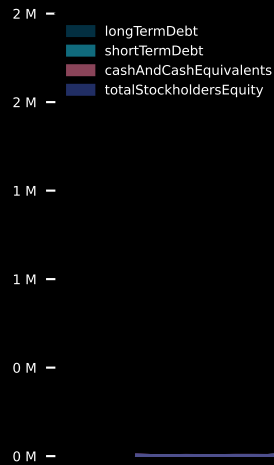 2 M
longTermDebt
shortTermDebt
cashAndCashEquivalents
totalStockholdersEquity
2 M
1 M
1 M
0 M
0 M